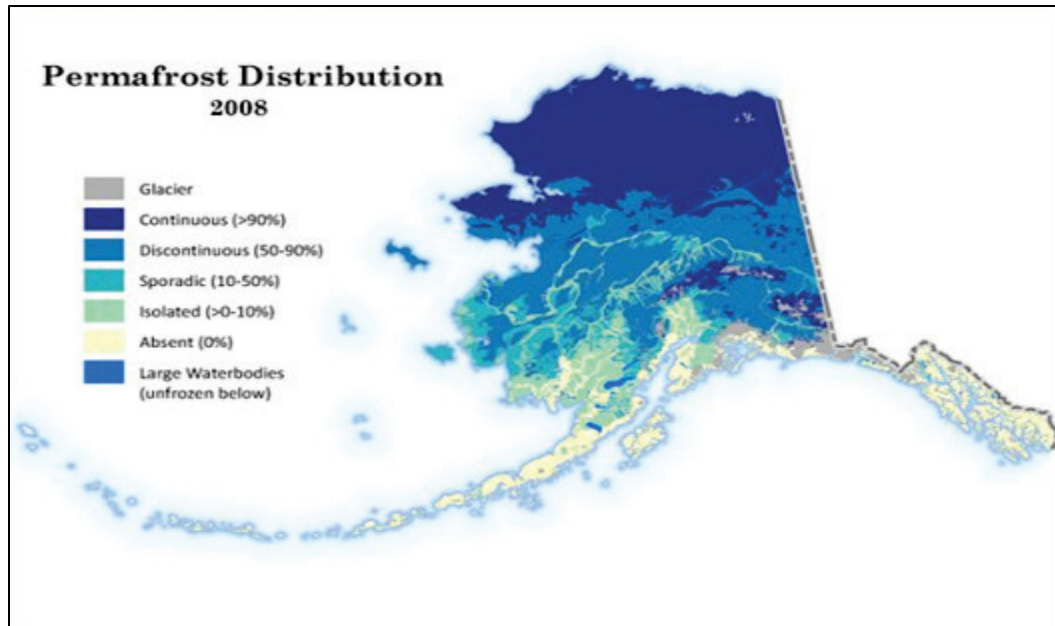 Permafrost Distribution
2008
Glacier
Continuous (>90%)
Discontinuous (50-90%)
Sporadic (10-50%)
Isolated (>0-10%)
Absent (0%)
Large Waterbodies
(unfrozen below)